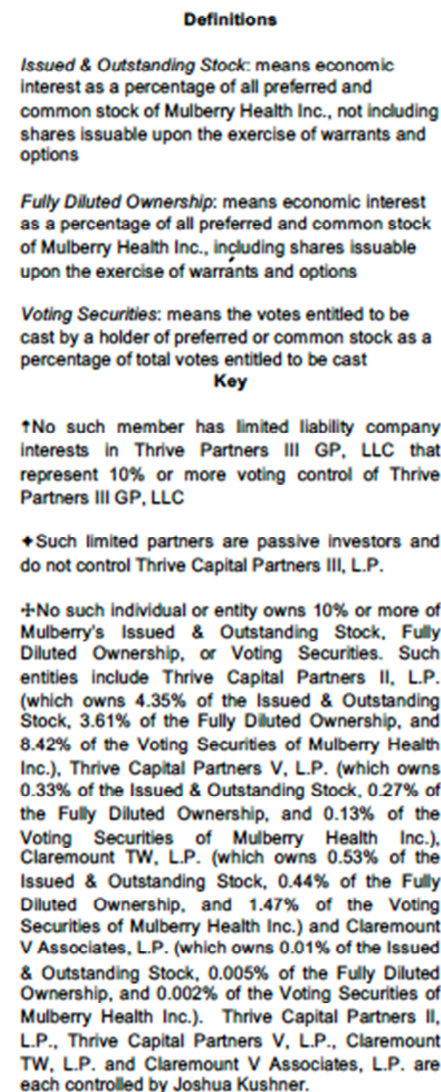 Definitions
Issued & Outstanding Stock: means economic
interest as a percentage of all preferred and
common stock of Mulberry Health Inc., not including
shares issuable upon the exercise of warrants and
options
Fully Diluted Ownership: means economic interest
as a percentage of all preferred and common stock
of Mulberry Health Inc., including shares issuable
upon the exercise of warrants and options
Voting Securities: means the votes entitled to be
cast by a holder of preferred or common stock as a
percentage of total votes entitled to be cast
Key
↑No such member has limited liability company
interests in Thrive Partners III GP, LLC that
represent 10% or more voting control of Thrive
Partners III GP, LLC
✦Such limited partners are passive investors and
do not control Thrive Capital Partners III, L.P.
✢No such individual or entity owns 10% or more of
Mulberry's Issued & Outstanding Stock, Fully
Diluted Ownership, or Voting Securities. Such
entities include Thrive Capital Partners II, L.P.
(which owns 4.35% of the Issued & Outstanding
Stock, 3.61% of the Fully Diluted Ownership, and
8.42% of the Voting Securities of Mulberry Health
Inc.), Thrive Capital Partners V, L.P. (which owns
0.33% of the Issued & Outstanding Stock, 0.27% of
the Fully Diluted Ownership, and 0.13% of the
Voting Securities of Mulberry Health Inc.),
Claremount TW, L.P. (which owns 0.53% of the
Issued & Outstanding Stock, 0.44% of the Fully
Diluted Ownership, and 1.47% of the Voting
Securities of Mulberry Health Inc.) and Claremount
V Associates, L.P. (which owns 0.01% of the Issued
& Outstanding Stock, 0.005% of the Fully Diluted
Ownership, and 0.002% of the Voting Securities of
Mulberry Health Inc.). Thrive Capital Partners II,
L.P., Thrive Capital Partners V, L.P., Claremount
TW, L.P. and Claremount V Associates, L.P. are
each controlled by Joshua Kushner.